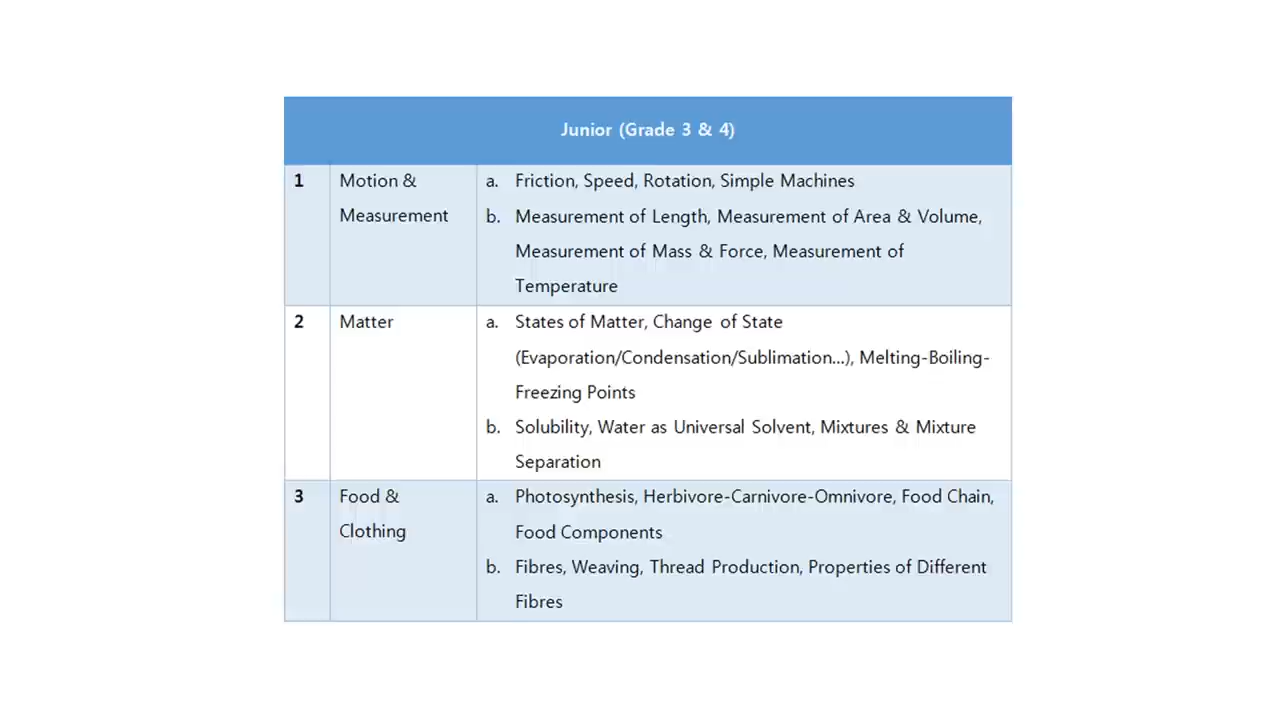 Junior (Grade 3 & 4)
1 Motion & a. Friction, Speed, Rotation, Simple Machines
Measurement b. Measurement of Length, Measurement of Area & Volume,
Measurement of Mass & Force, Measurement of
Temperature
2 Matter a. States of Matter, Change of State
(Evaporation/Condensation/Sublimation...), Melting-Boiling-
Freezing Points
b. Solubility, Water as Universal Solvent, Mixtures & Mixture
Separation
3 Food & a. Photosynthesis, Herbivore-Carnivore-Omnivore, Food Chain,
Clothing Food Components
b. Fibres, Weaving, Thread Production, Properties of Different
Fibres